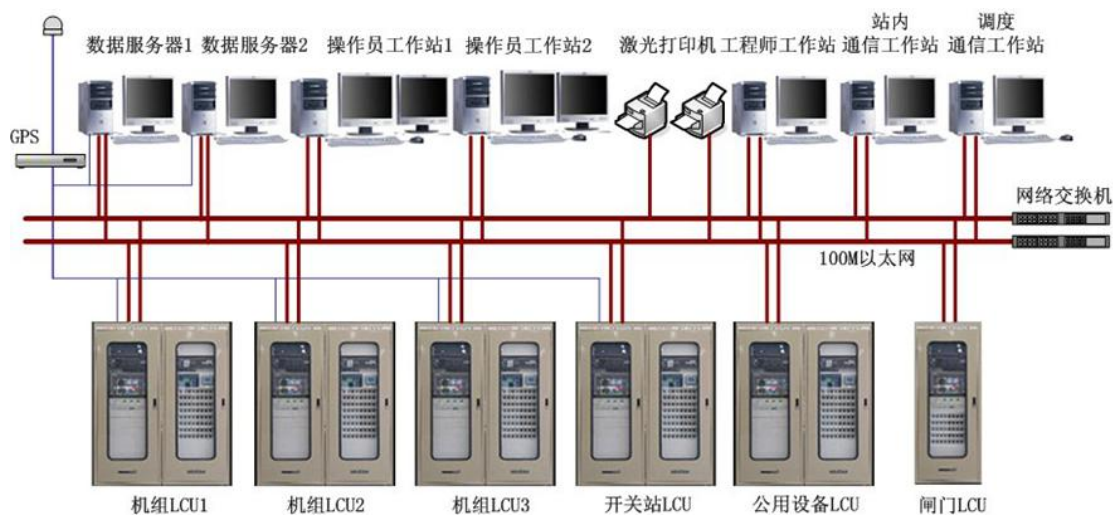 数据服务器1 数据服务器2 操作员工作站1 操作员工作站2 激光打印机 工程师工作站
站内
通信工作站
调度
通信工作站
GPS
网络交换机
100M以太网
机组LCU1 机组LCU2 机组LCU3 开关站LCU 公用设备LCU 闸门LCU